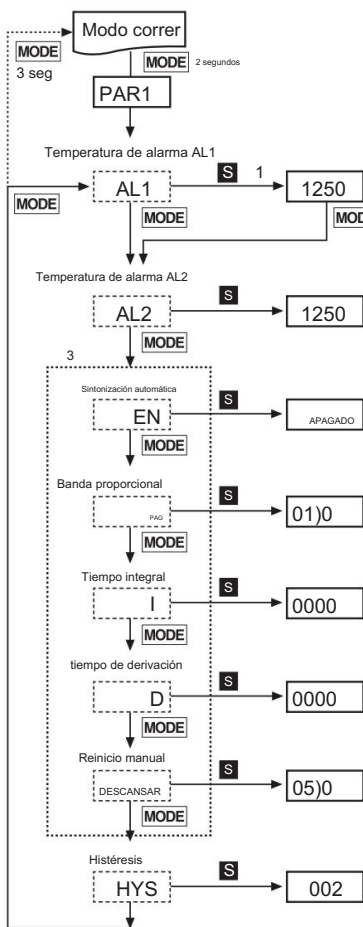 Modo correr
MODE
3 seg
MODE 2 segundos
PAR1
Temperatura de alarma AL1
AL1 S 1 1250
MODE MODE MOD
Temperatura de alarma AL2
AL2 S 1250
MODE
3
Sintonización automática
EN S APAGADO
MODE
Banda proporcional
PAG S 01)0
MODE
Tiempo integral
I S 0000
MODE
tiempo de derivación
D S 0000
MODE
Reinicio manual
DESCANSAR S 05)0
MODE
Histéresis
HYS S 002